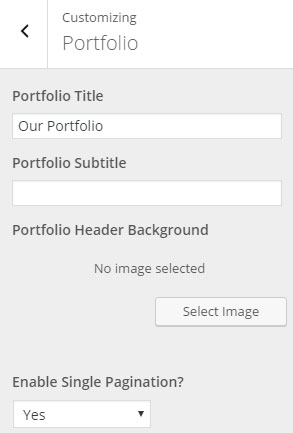 Customizing
Portfolio
Portfolio Title
Our Portfolio
Portfolio Subtitle
Portfolio Header Background
No image selected
Select Image
Enable Single Pagination?
Yes